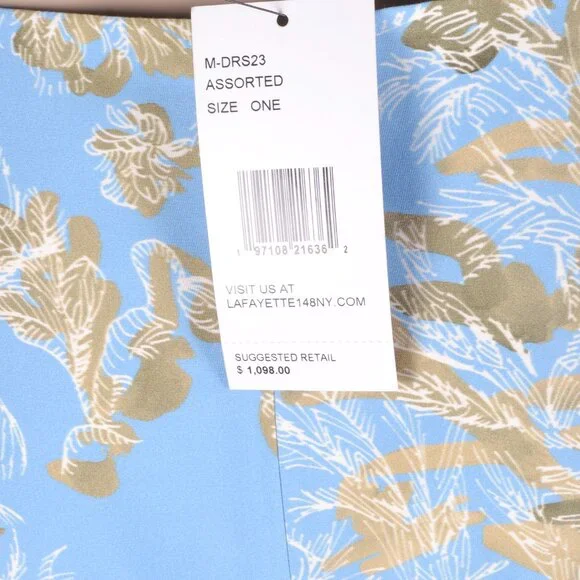 M-DRS23
ASSORTED
SIZE ONE
1 97108 21636 2
VISIT US AT
LAFAYETTE148NY.COM
SUGGESTED RETAIL
$ 1,098.00